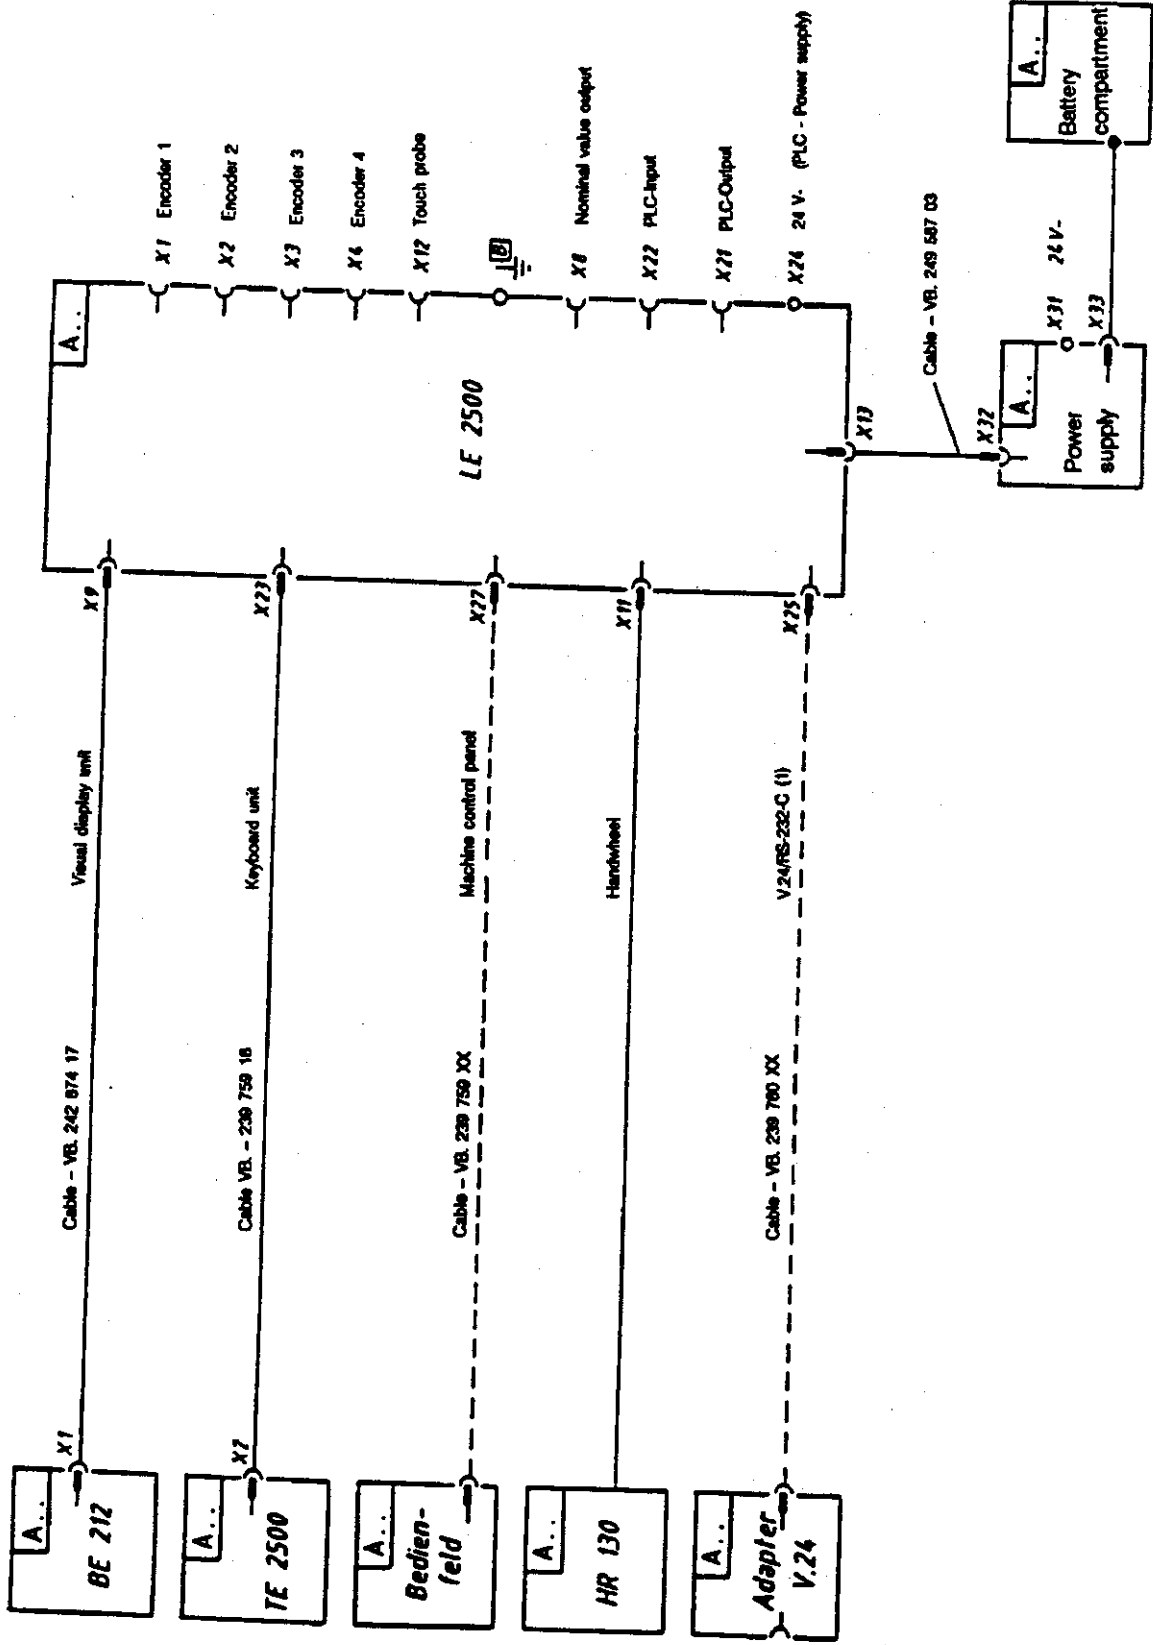 A..
BE 212
X1
Cable - VB. 242 874 17
Visual display unit
X9
A..
TE 2500
X2
Cable VB. - 239 759 18
Keyboard unit
X23
A..
Bedien-
feld
Cable - VB. 239 759 XX
Machine control panel
X27
A..
HR 130
Handwheel
X11
A..
Adapter
V.24
Cable - VB. 239 760 XX
V.24/RS-232-C (1)
X25
A..
LE 2500
X1 Encoder 1
X2 Encoder 2
X3 Encoder 3
X4 Encoder 4
X12 Touch probe
B
X8 Nominal value output
X22 PLC-Input
X21 PLC-Output
X24 24 V- (PLC - Power supply)
X13
Cable - VB. 249 587 03
X32
A..
Power
supply
X31 24V-
X33
A..
Battery
compartment